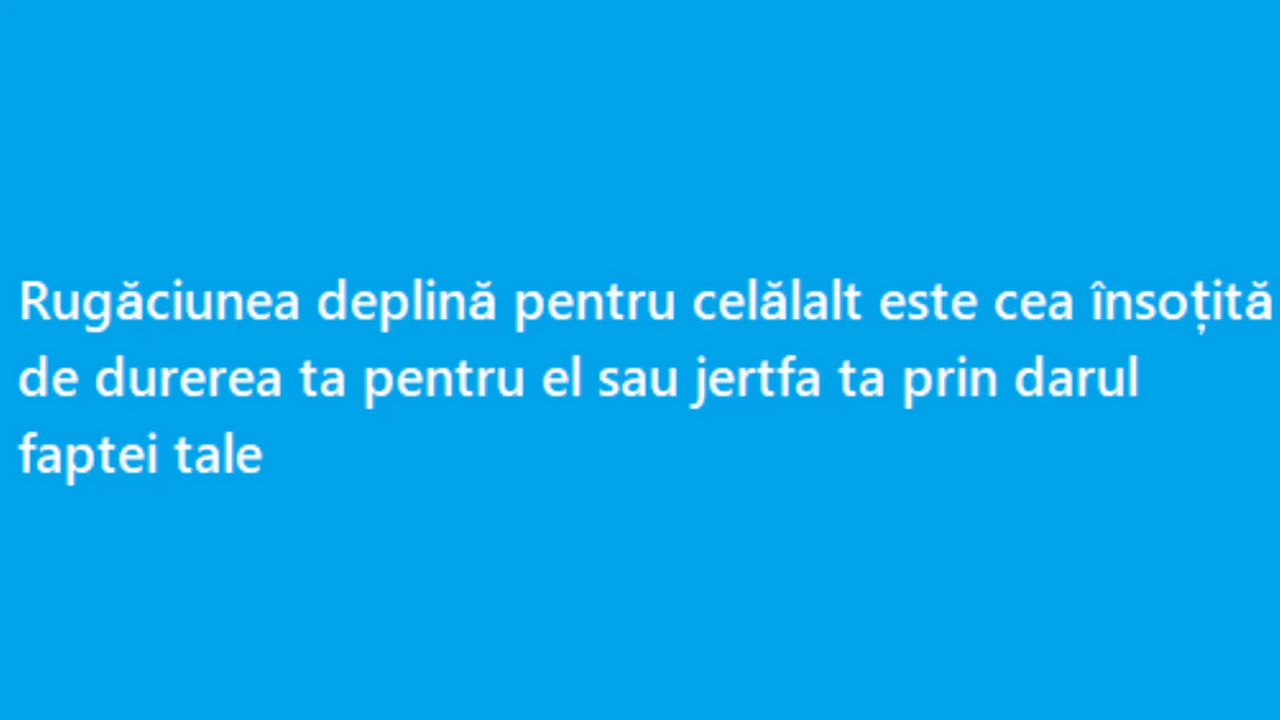 Rugăciunea deplină pentru celălalt este cea însoțită
de durerea ta pentru el sau jertfa ta prin darul
faptei tale